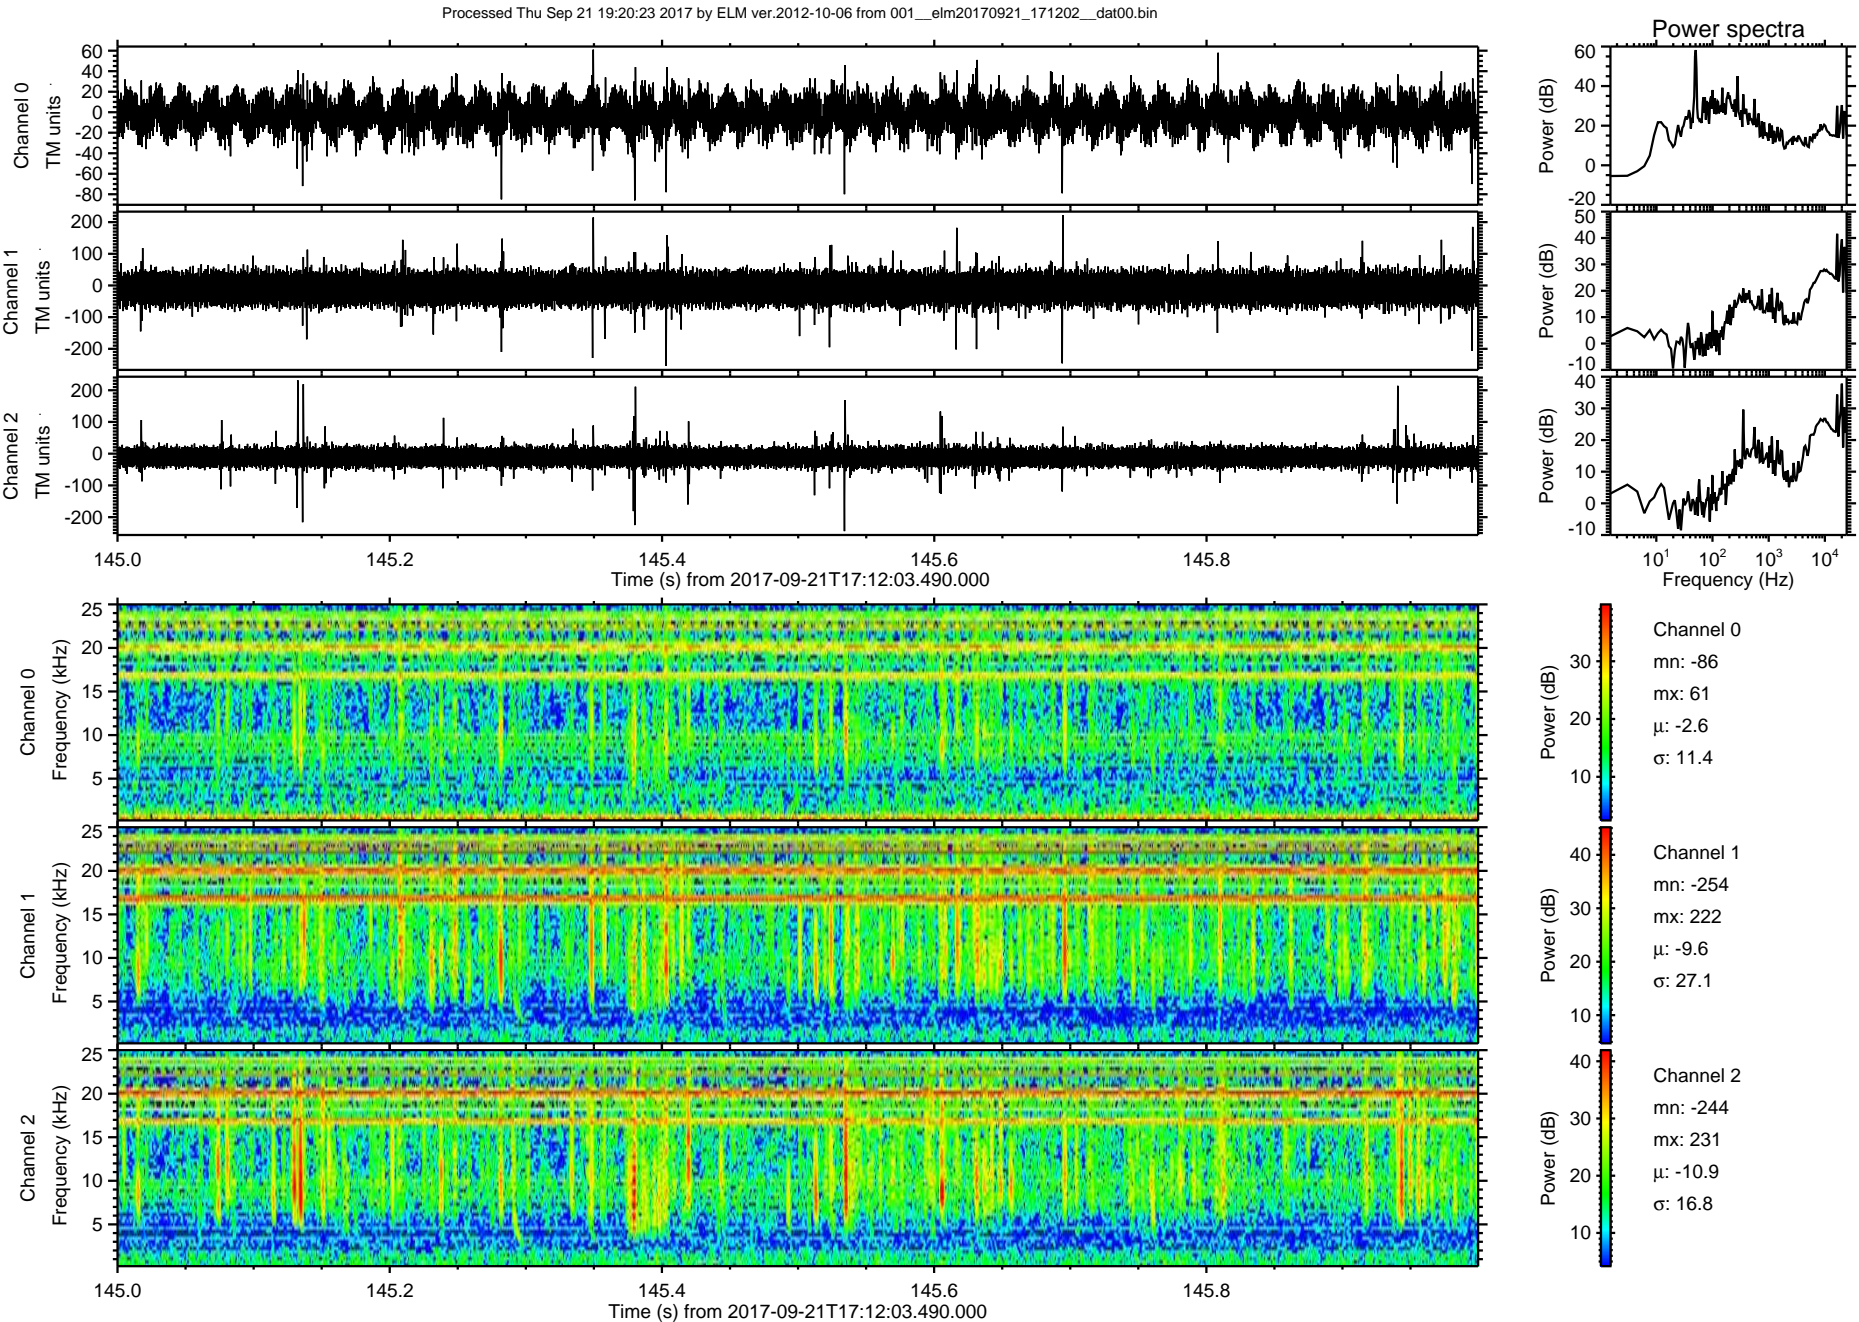 Processed Thu Sep 21 19:20:23 2017 by ELM ver.2012-10-06 from 001__elm20170921_171202__dat00.bin
Power spectra
Channel 0
TM units
60
40
20
0
-20
-40
-60
-80
Power (dB)
60
40
20
0
-20
Channel 1
TM units
200
100
0
-100
-200
Power (dB)
50
40
30
20
10
0
-10
Channel 2
TM units
200
100
0
-100
-200
Power (dB)
40
30
20
10
0
-10
145.0 145.2 145.4 145.6 145.8
Time (s) from 2017-09-21T17:12:03.490.000
10¹ 10² 10³ 10⁴
Frequency (Hz)
Channel 0
Frequency (kHz)
25
20
15
10
5
Power (dB)
30
20
10
Channel 0
mn: -86
mx: 61
μ: -2.6
σ: 11.4
Channel 1
Frequency (kHz)
25
20
15
10
5
Power (dB)
40
30
20
10
Channel 1
mn: -254
mx: 222
μ: -9.6
σ: 27.1
Channel 2
Frequency (kHz)
25
20
15
10
5
Power (dB)
40
30
20
10
Channel 2
mn: -244
mx: 231
μ: -10.9
σ: 16.8
145.0 145.2 145.4 145.6 145.8
Time (s) from 2017-09-21T17:12:03.490.000